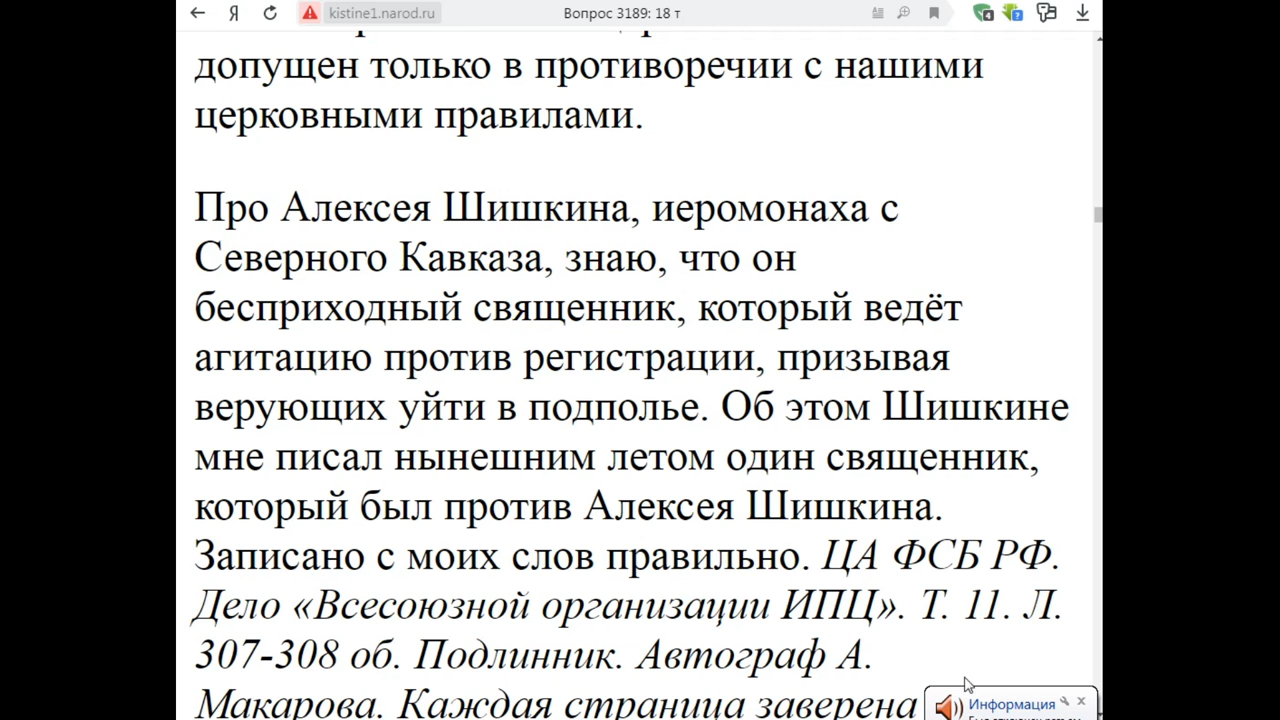 Я kistine1.narod.ru Вопрос 3189: 18 т
допущен только в противоречии с нашими
церковными правилами.
Про Алексея Шишкина, иеромонаха с
Северного Кавказа, знаю, что он
бесприходный священник, который ведёт
агитацию против регистрации, призывая
верующих уйти в подполье. Об этом Шишкине
мне писал нынешним летом один священник,
который был против Алексея Шишкина.
Записано с моих слов правильно. ЦА ФСБ РФ.
Дело «Всесоюзной организации ИПЦ». Т. 11. Л.
307-308 об. Подлинник. Автограф А.
Макарова. Каждая страница заверена
Информация